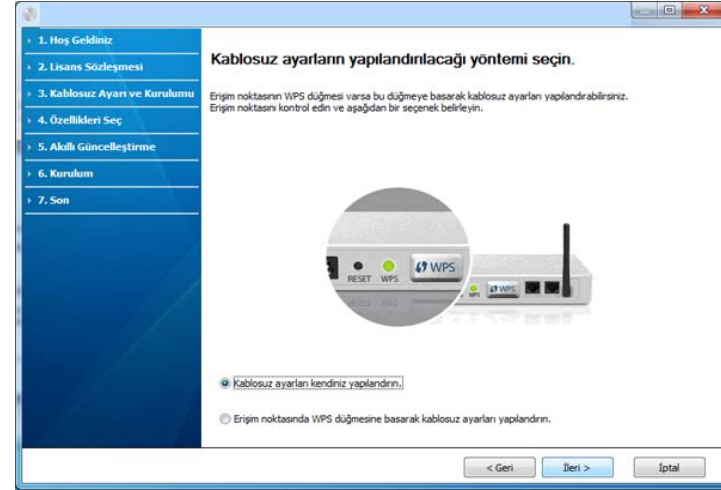 1. Hoş Geldiniz
2. Lisans Sözleşmesi
3. Kablosuz Ayarı ve Kurulumu
4. Özellikleri Seç
5. Akıllı Güncelleştirme
6. Kurulum
7. Son
Kablosuz ayarların yapılandırılacağı yöntemi seçin.
Erişim noktasının WPS düğmesi varsa bu düğmeye basarak kablosuz ayarları yapılandırabilirsiniz.
Erişim noktasını kontrol edin ve aşağıdan bir seçenek belirleyin.
RESET WPS WPS
WPS WPS
Kablosuz ayarları kendiniz yapılandırın.
Erişim noktasında WPS düğmesine basarak kablosuz ayarları yapılandırın.
< Geri İleri > İptal